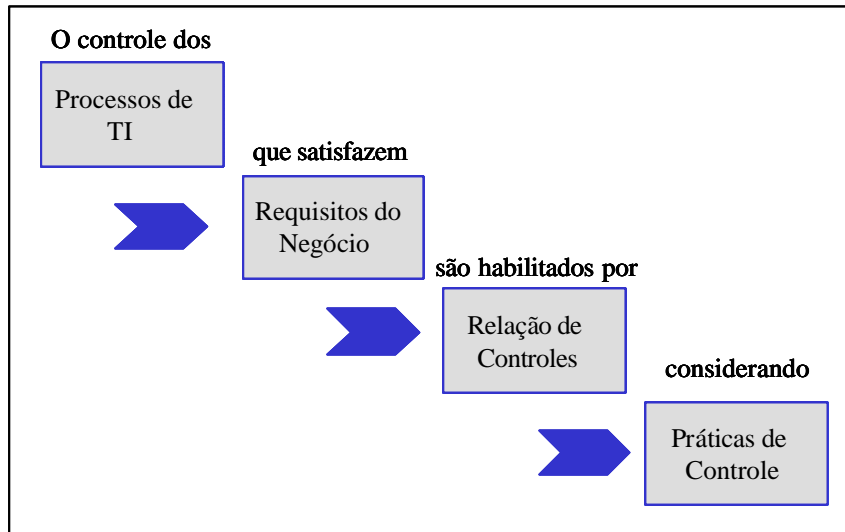 O controle dos
Processos de
TI
que satisfazem
Requisitos do
Negócio
são habilitados por
Relação de
Controles
considerando
Práticas de
Controle